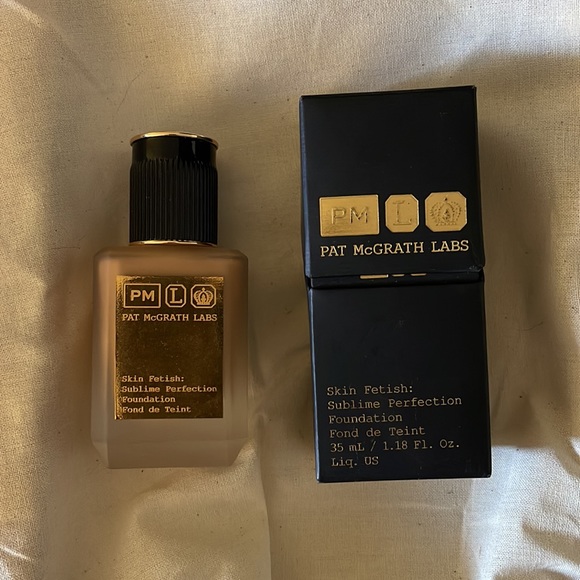 PM L
PAT McGRATH LABS
Skin Fetish:
Sublime Perfection
Foundation
Fond de Teint
PM L
PAT McGRATH LABS
Skin Fetish:
Sublime Perfection
Foundation
Fond de Teint
35 mL / 1.18 Fl. Oz.
Liq. US